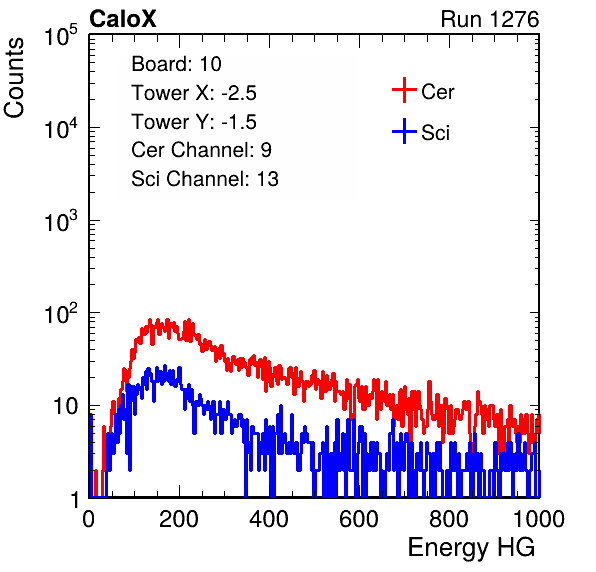 CaloX Run 1276
Counts
Board: 10
Tower X: -2.5
Tower Y: -1.5
Cer Channel: 9
Sci Channel: 13
Cer
Sci
10^5
10^4
10^3
10^2
10
1
0 200 400 600 800 1000
Energy HG